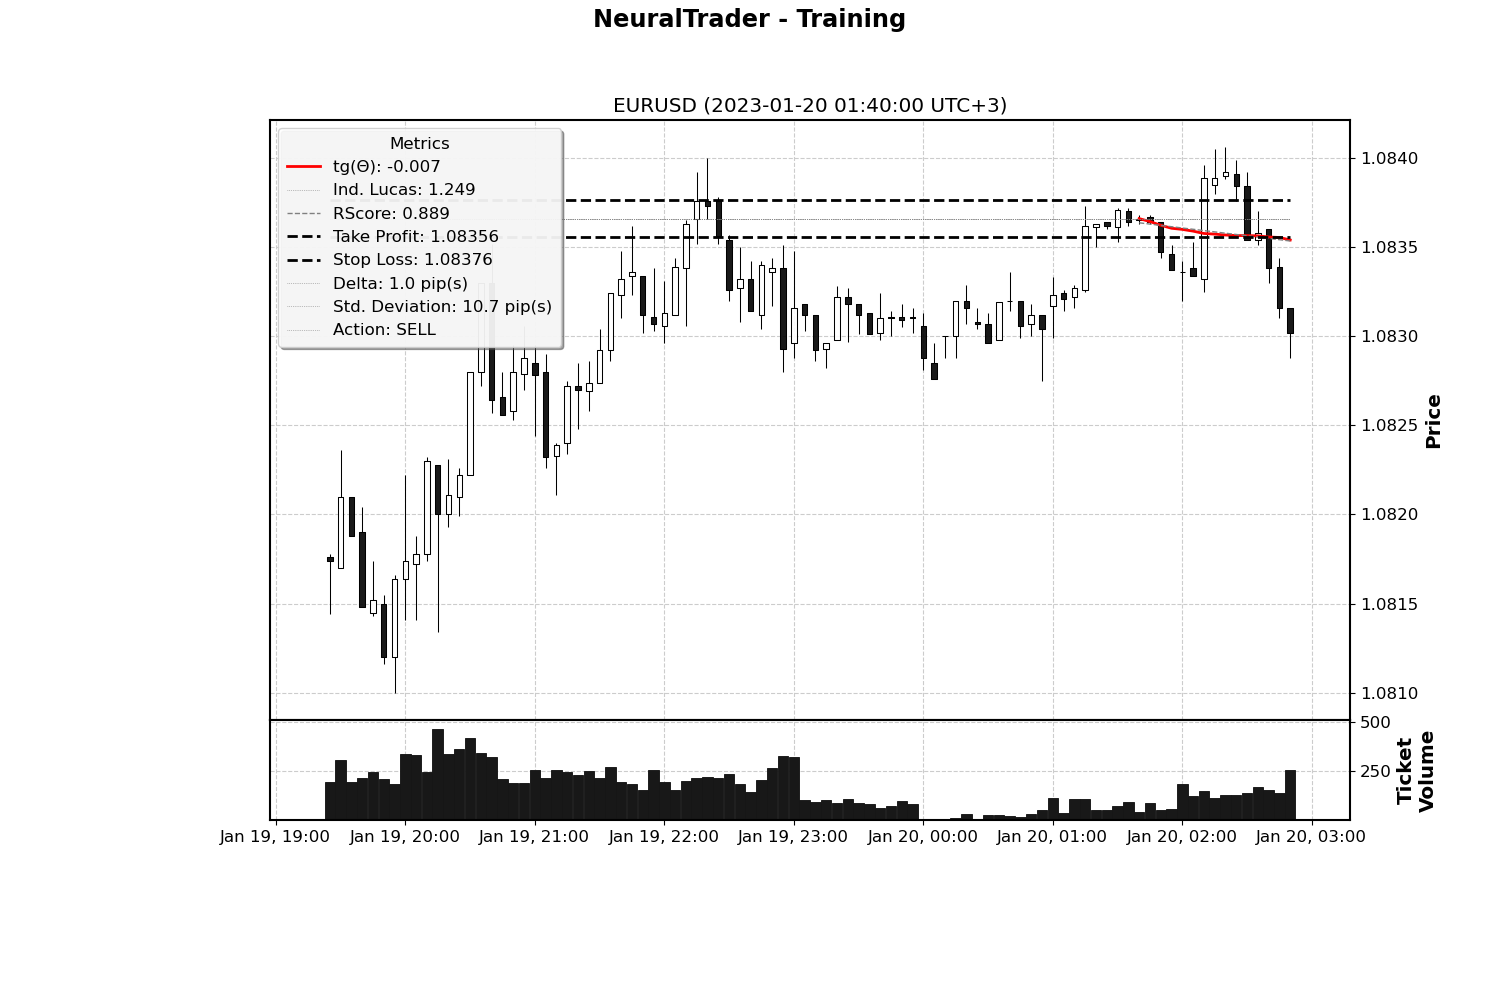 NeuralTrader - Training
EURUSD (2023-01-20 01:40:00 UTC+3)
Metrics
tg(Θ): -0.007
Ind. Lucas: 1.249
RScore: 0.889
Take Profit: 1.08356
Stop Loss: 1.08376
Delta: 1.0 pip(s)
Std. Deviation: 10.7 pip(s)
Action: SELL
1.0840
1.0835
1.0830
1.0825
1.0820
1.0815
1.0810
Price
500
250
Ticket
Volume
Jan 19, 19:00 Jan 19, 20:00 Jan 19, 21:00 Jan 19, 22:00 Jan 19, 23:00 Jan 20, 00:00 Jan 20, 01:00 Jan 20, 02:00 Jan 20, 03:00